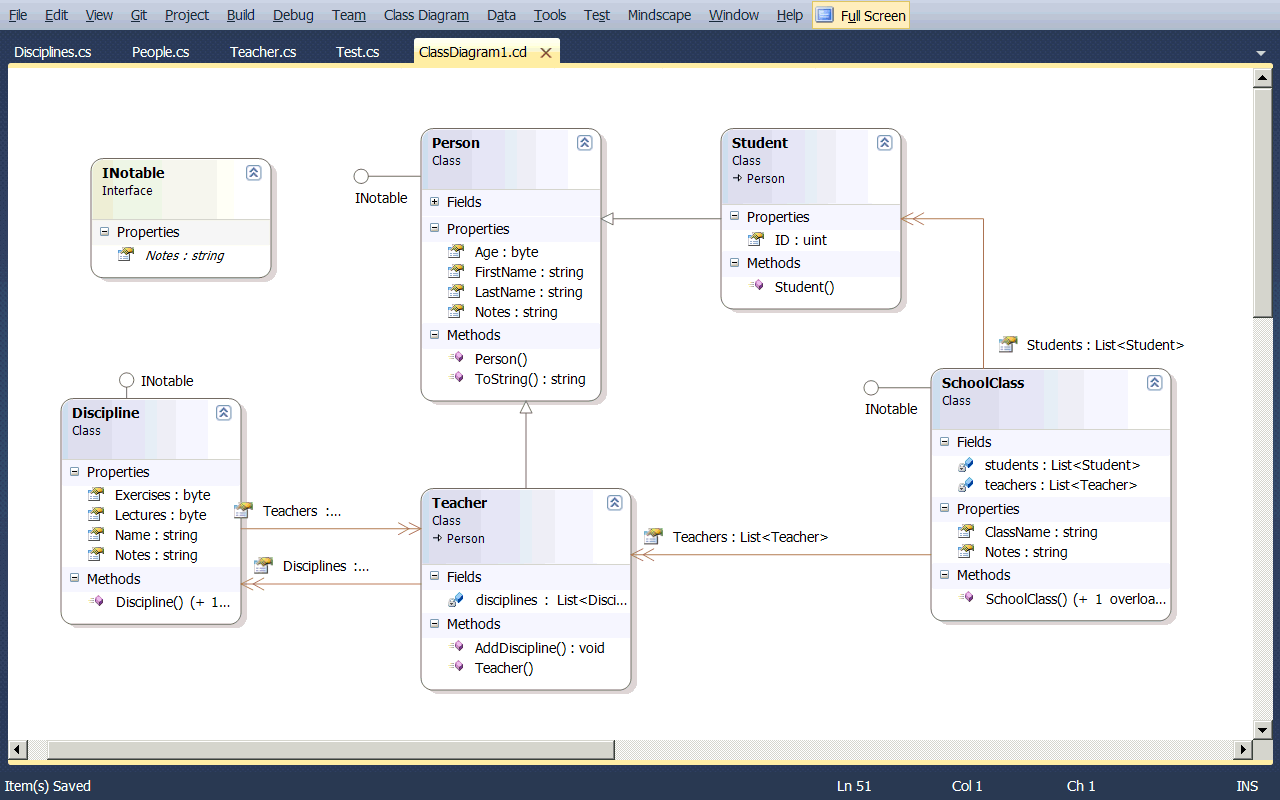 File Edit View Git Project Build Debug Team Class Diagram Data Tools Test Mindscape Window Help Full Screen
Disciplines.cs People.cs Teacher.cs Test.cs ClassDiagram1.cd
INotable
Interface
Properties
Notes : string
INotable
Person
Class
Fields
Properties
Age : byte
FirstName : string
LastName : string
Notes : string
Methods
Person()
ToString() : string
Student
Class
Person
Properties
ID : uint
Methods
Student()
Students : List<Student>
INotable
Discipline
Class
Properties
Exercises : byte
Lectures : byte
Name : string
Notes : string
Methods
Discipline() (+ 1...
Teachers :...
Disciplines :...
Teacher
Class
Person
Fields
disciplines : List<Disci...
Methods
AddDiscipline() : void
Teacher()
Teachers : List<Teacher>
INotable
SchoolClass
Class
Fields
students : List<Student>
teachers : List<Teacher>
Properties
ClassName : string
Notes : string
Methods
SchoolClass() (+ 1 overloa...
Item(s) Saved Ln 51 Col 1 Ch 1 INS